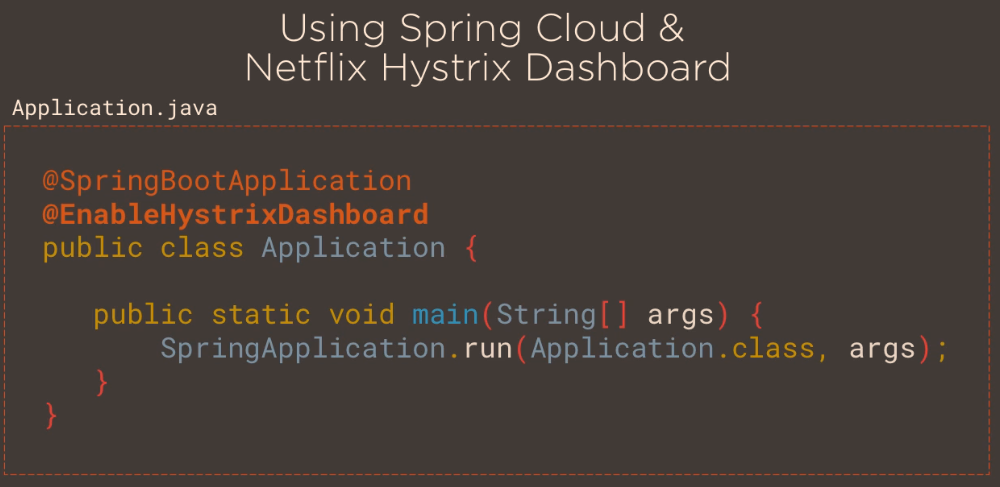 Using Spring Cloud &
Netflix Hystrix Dashboard
Application.java
@SpringBootApplication
@EnableHystrixDashboard
public class Application {
public static void main(String[] args) {
SpringApplication.run(Application.class, args);
}
}